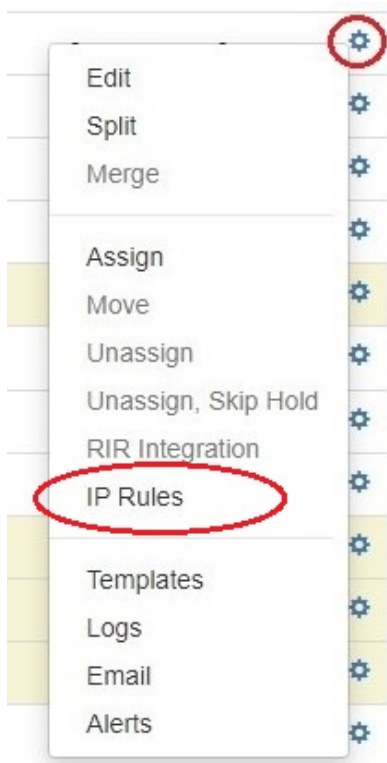 Edit
Split
Merge
Assign
Move
Unassign
Unassign, Skip Hold
RIR Integration
IP Rules
Templates
Logs
Email
Alerts